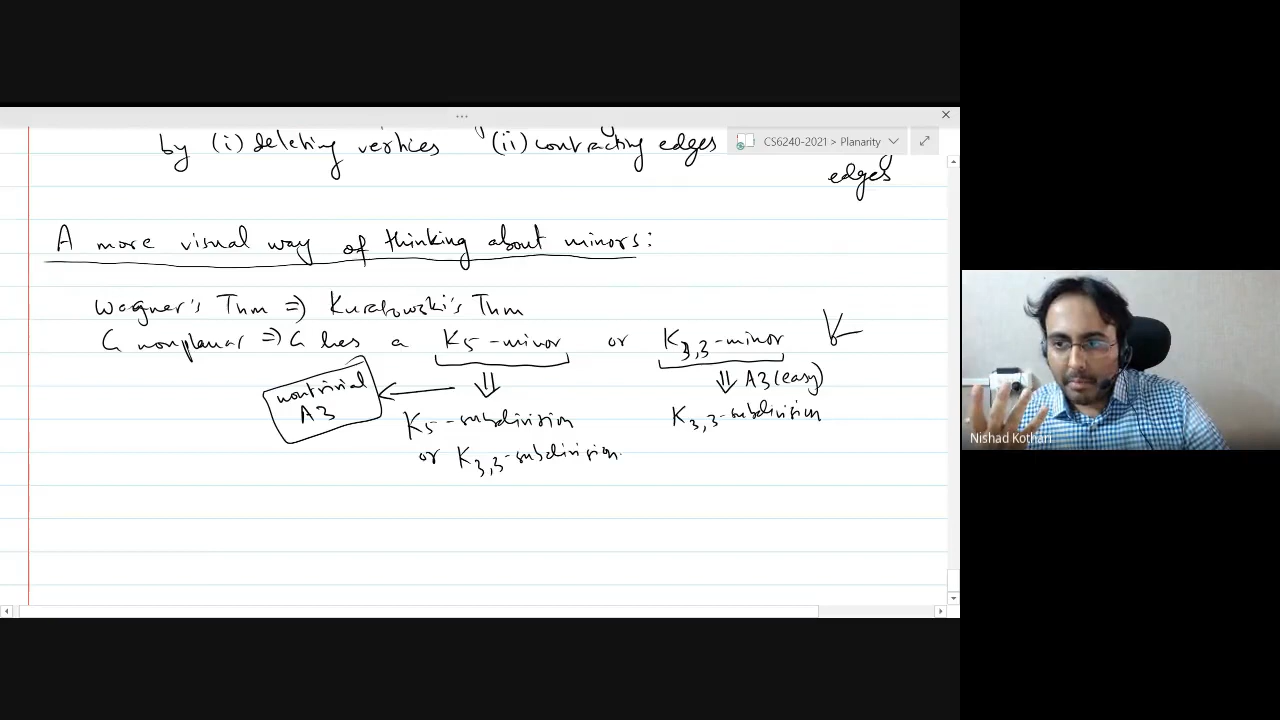 by (i) deleting vertices (ii) contracting edges
CS6240-2021 > Planarity
edges
A more visual way of thinking about minors:
Wagner's Thm ⇒ Kuratowski's Thm
G nonplanar ⇒ G has a K5-minor or K3,3-minor
nontrivial A3
⇓ ⇓ A3 (easy)
K5-subdivision
or K3,3-subdivision.
K3,3-subdivision
Nishad Kothari